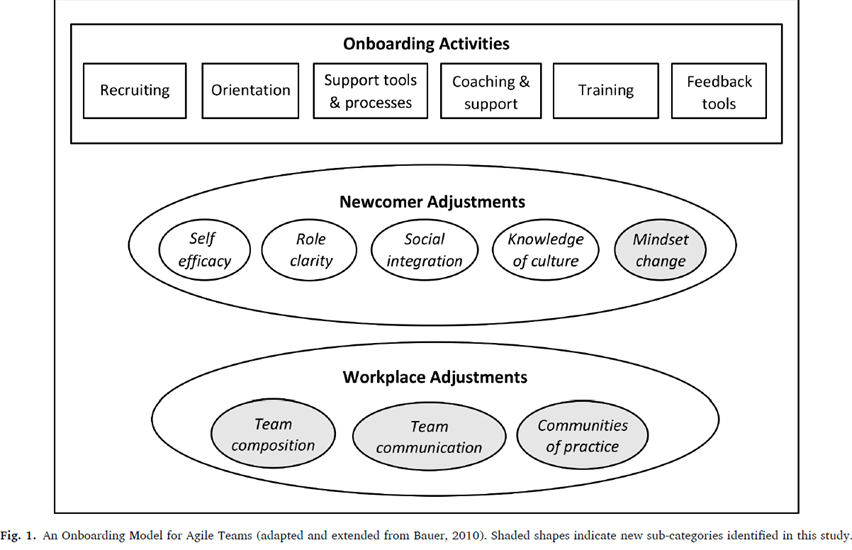 Onboarding Activities
Recruiting
Orientation
Support tools
& processes
Coaching &
support
Training
Feedback
tools
Newcomer Adjustments
Self
efficacy
Role
clarity
Social
integration
Knowledge
of culture
Mindset
change
Workplace Adjustments
Team
composition
Team
communication
Communities
of practice
Fig. 1. An Onboarding Model for Agile Teams (adapted and extended from Bauer, 2010). Shaded shapes indicate new sub-categories identified in this study.